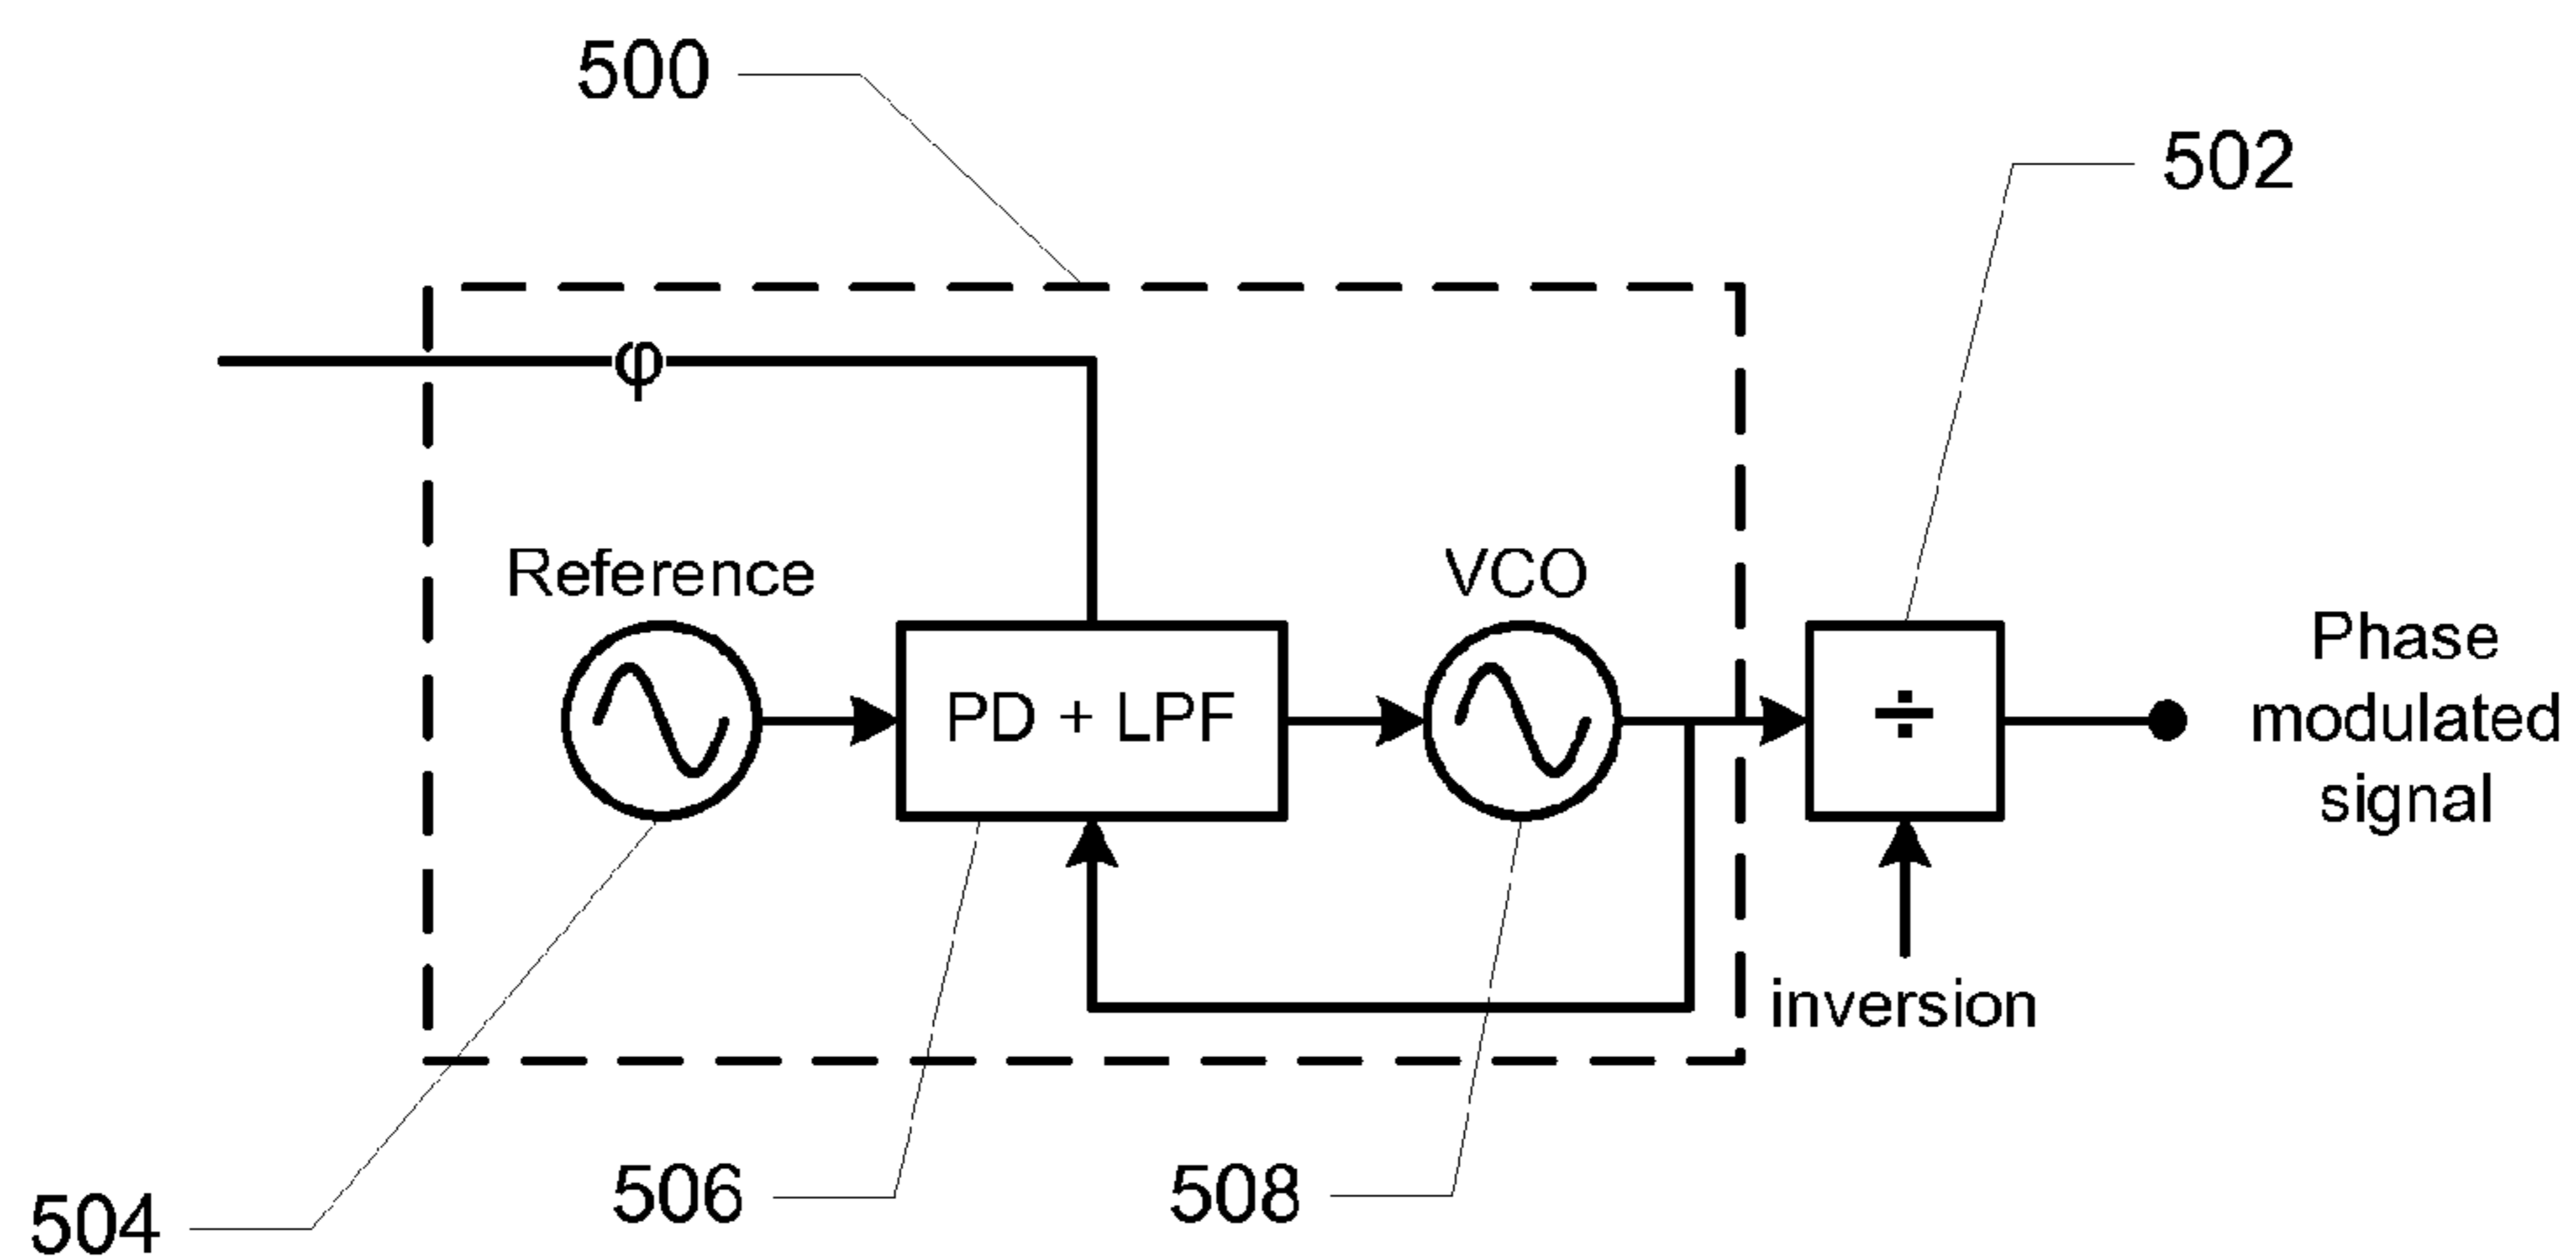 500
502
φ
Reference
VCO
PD + LPF
÷
Phase
modulated
signal
inversion
504
506
508